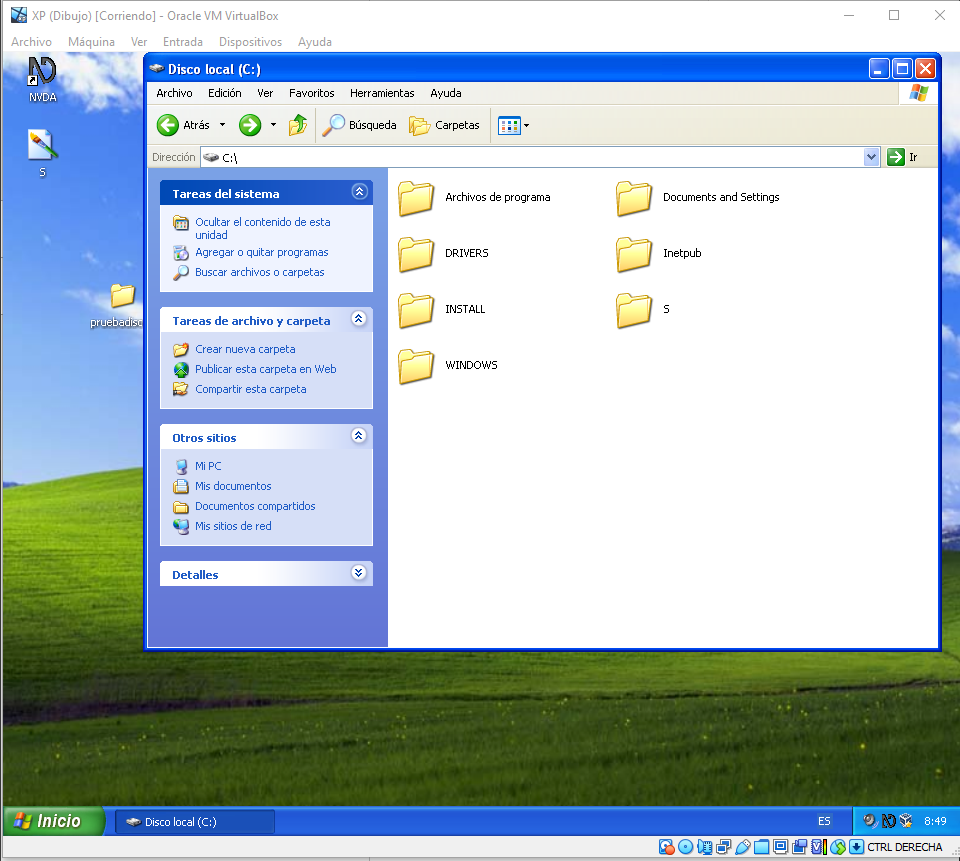 XP (Dibujo) [Corriendo] - Oracle VM VirtualBox
Archivo Máquina Ver Entrada Dispositivos Ayuda
NVDA
S
pruebadisc
Disco local (C:)
Archivo Edición Ver Favoritos Herramientas Ayuda
Atrás Búsqueda Carpetas
Dirección C:\ Ir
Tareas del sistema
Ocultar el contenido de esta
unidad
Agregar o quitar programas
Buscar archivos o carpetas
Tareas de archivo y carpeta
Crear nueva carpeta
Publicar esta carpeta en Web
Compartir esta carpeta
Otros sitios
Mi PC
Mis documentos
Documentos compartidos
Mis sitios de red
Detalles
Archivos de programa Documents and Settings
DRIVERS Inetpub
INSTALL S
WINDOWS
Inicio Disco local (C:) ES 8:49
CTRL DERECHA